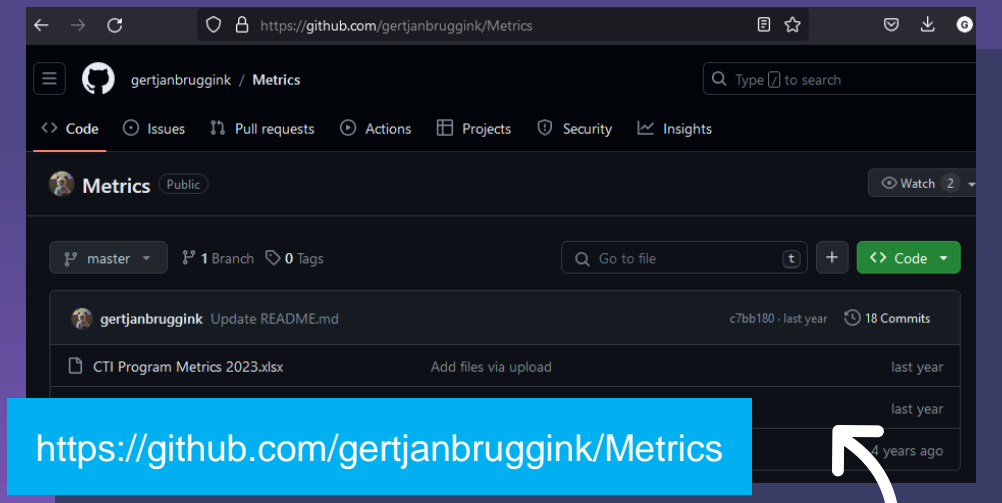 https://github.com/gertjanbruggink/Metrics
G
gertjanbruggink / Metrics
Type / to search
Code Issues Pull requests Actions Projects Security Insights
Metrics Public
Watch 2
master 1 Branch 0 Tags Go to file t + Code
gertjanbruggink Update README.md c7bb180 · last year 18 Commits
CTI Program Metrics 2023.xlsx Add files via upload last year
last year
https://github.com/gertjanbruggink/Metrics
4 years ago